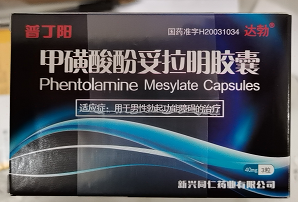 普丁阳 国药准字H20031034 达勃
甲磺酸酚妥拉明胶囊
Phentolamine Mesylate Capsules
适应症:用于男性勃起功能障碍的治疗
40mg 3粒
新兴同仁药业有限公司